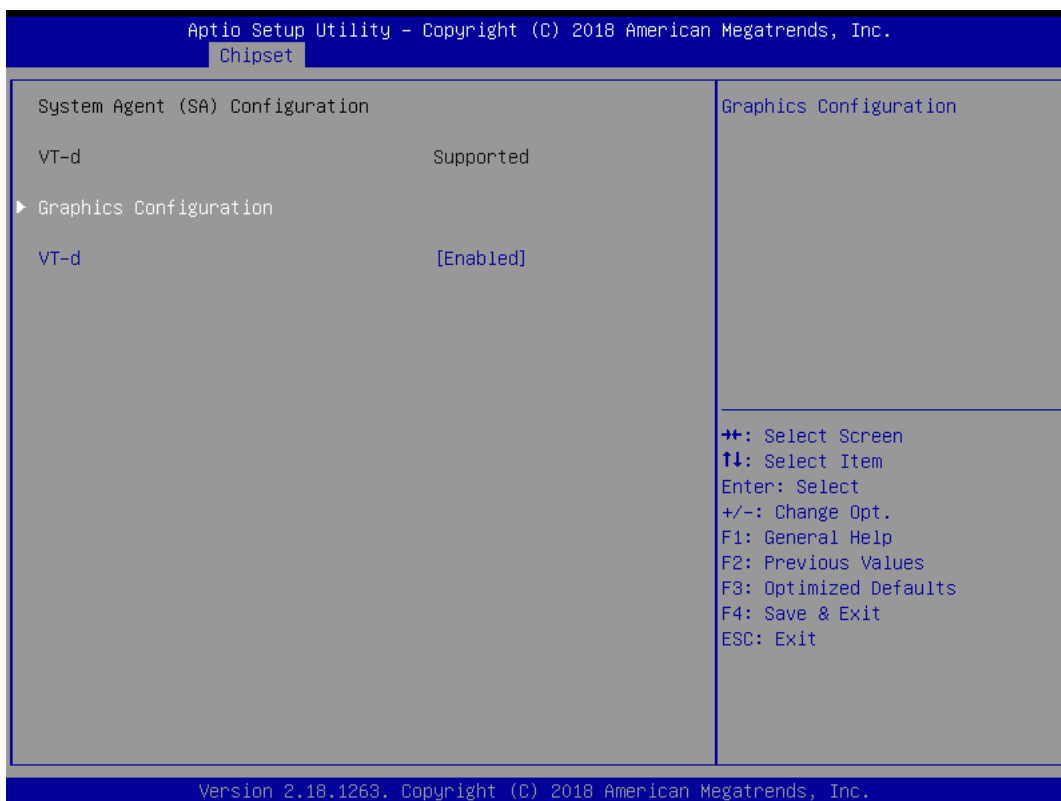 Aptio Setup Utility – Copyright (C) 2018 American Megatrends, Inc.
Chipset
System Agent (SA) Configuration
VT-d Supported
Graphics Configuration
VT-d [Enabled]
Graphics Configuration
→←: Select Screen
↑↓: Select Item
Enter: Select
+/-: Change Opt.
F1: General Help
F2: Previous Values
F3: Optimized Defaults
F4: Save & Exit
ESC: Exit
Version 2.18.1263. Copyright (C) 2018 American Megatrends, Inc.